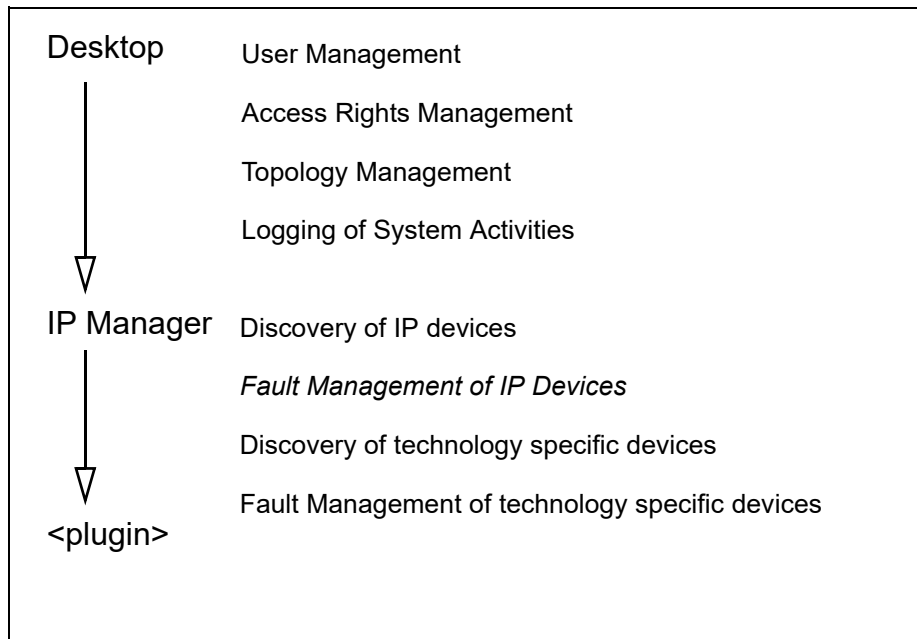 Desktop
User Management
Access Rights Management
Topology Management
Logging of System Activities
IP Manager
Discovery of IP devices
Fault Management of IP Devices
Discovery of technology specific devices
Fault Management of technology specific devices
<plugin>